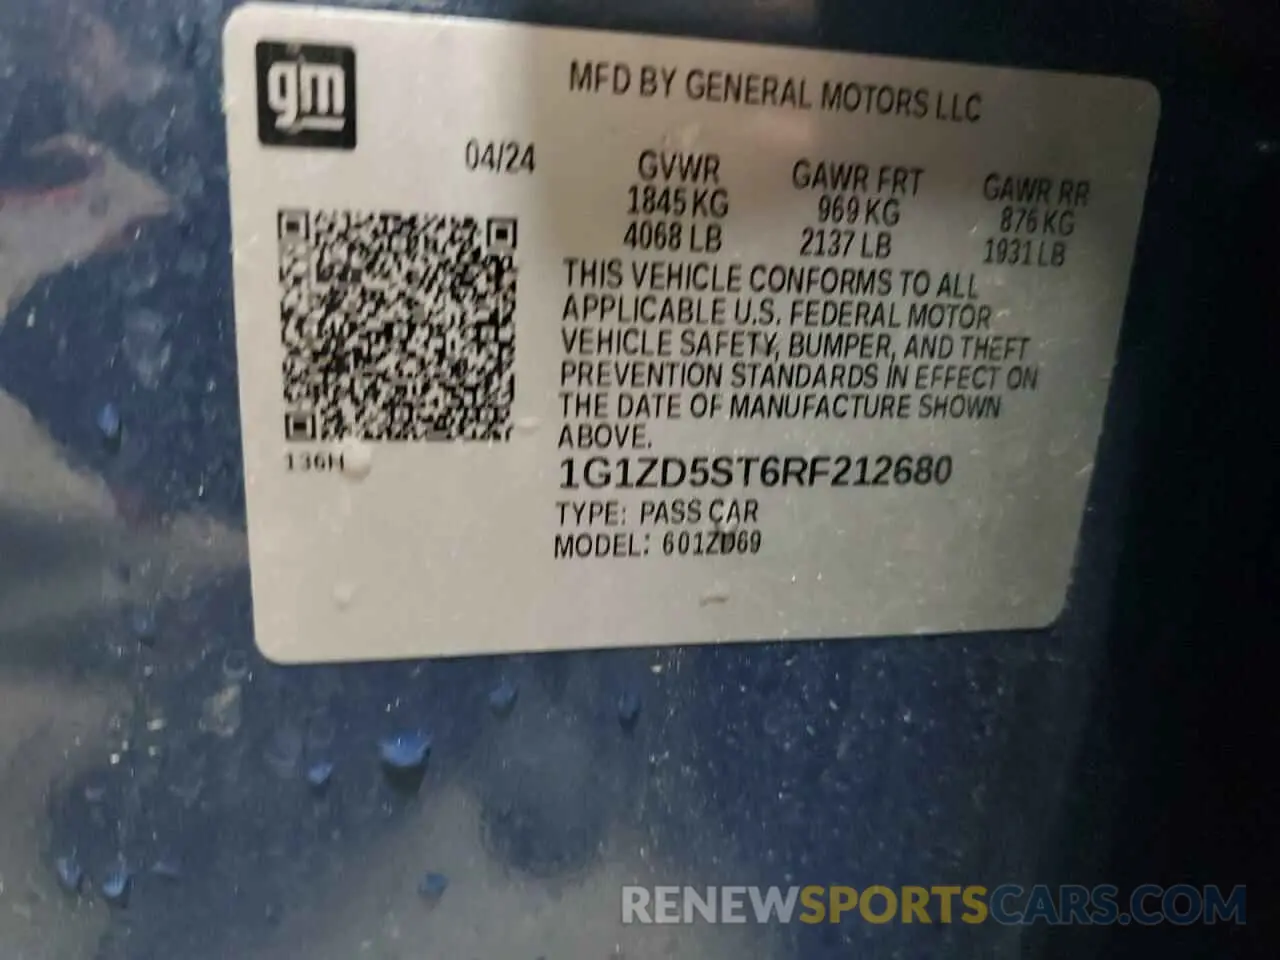 gm
MFD BY GENERAL MOTORS LLC
04/24
GVWR
1845 KG
4068 LB
GAWR FRT
969 KG
2137 LB
GAWR RR
876 KG
1931 LB
THIS VEHICLE CONFORMS TO ALL
APPLICABLE U.S. FEDERAL MOTOR
VEHICLE SAFETY, BUMPER, AND THEFT
PREVENTION STANDARDS IN EFFECT ON
THE DATE OF MANUFACTURE SHOWN
ABOVE.
136H
1G1ZD5ST6RF212680
TYPE: PASS CAR
MODEL: 601ZD69
RENEWSPORTSCARS.COM